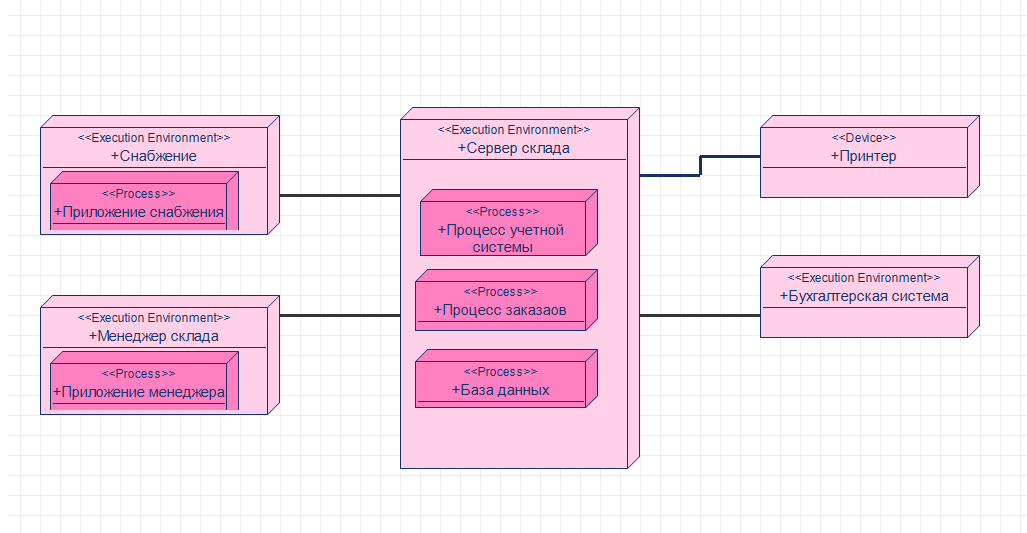 <<Execution Environment>>
+Снабжение
<<Process>>
+Приложение снабжения
<<Execution Environment>>
+Менеджер склада
<<Process>>
+Приложение менеджера
<<Execution Environment>>
+Сервер склада
<<Process>>
+Процесс учетной
системы
<<Process>>
+Процесс заказаов
<<Process>>
+База данных
<<Device>>
+Принтер
<<Execution Environment>>
+Бухгалтерская система